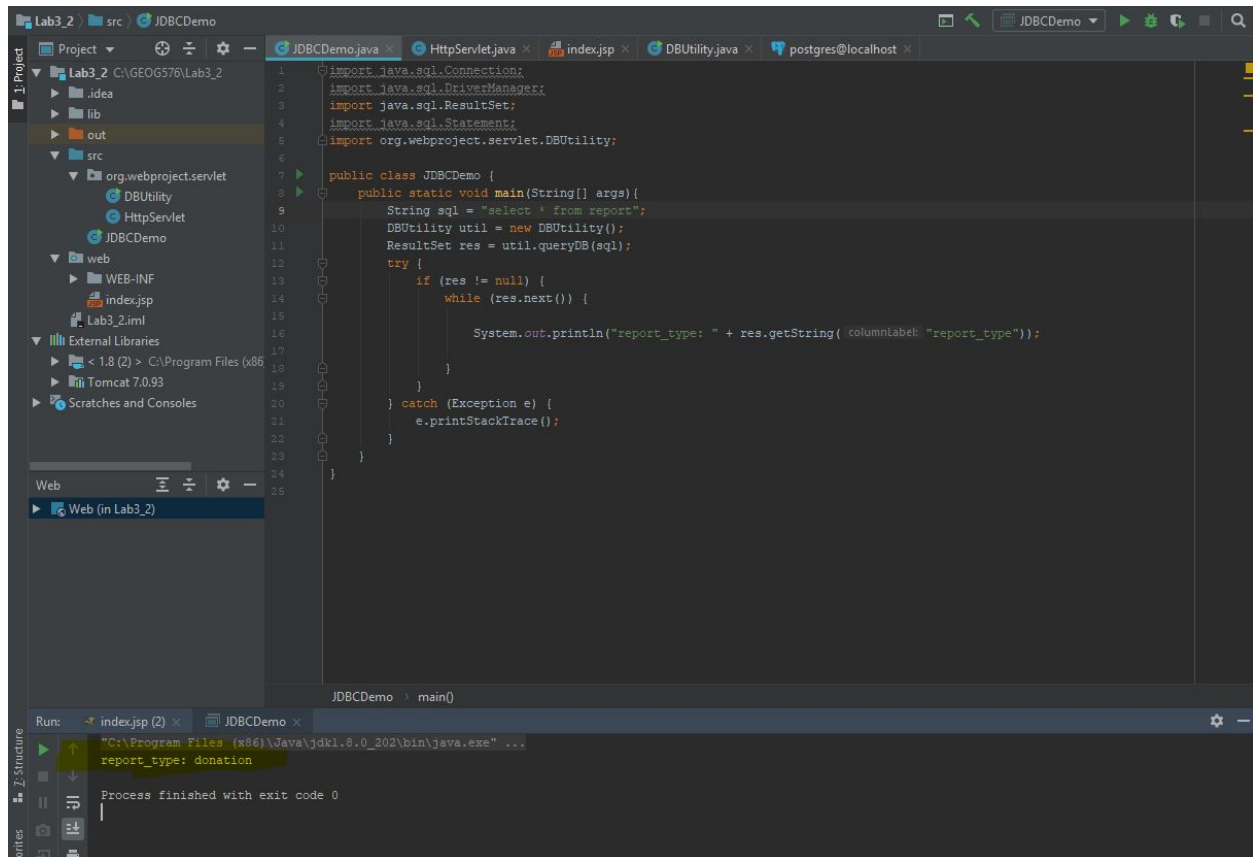 Lab3_2 src JDBCDemo JDBCDemo
Project JDBCDemo.java HttpServlet.java index.jsp DBUtility.java postgres@localhost
1: Project
Lab3_2 C:\GEOG576\Lab3_2
.idea
lib
out
src
org.webproject.servlet
DBUtility
HttpServlet
JDBCDemo
web
WEB-INF
index.jsp
Lab3_2.iml
External Libraries
< 1.8 (2) > C:\Program Files (x86
Tomcat 7.0.93
Scratches and Consoles
Web
Web (in Lab3_2)
1 import java.sql.Connection;
2 import java.sql.DriverManager;
3 import java.sql.ResultSet;
4 import java.sql.Statement;
5 import org.webproject.servlet.DBUtility;
6
7 public class JDBCDemo {
8 public static void main(String[] args){
9 String sql = "select * from report";
10 DBUtility util = new DBUtility();
11 ResultSet res = util.queryDB(sql);
12 try {
13 if (res != null) {
14 while (res.next()) {
15
16 System.out.println("report_type: " + res.getString( columnLabel: "report_type"));
17
18 }
19 }
20 } catch (Exception e) {
21 e.printStackTrace();
22 }
23 }
24 }
25
JDBCDemo main()
Run: index.jsp (2) JDBCDemo
"C:\Program Files (x86)\Java\jdk1.8.0_202\bin\java.exe" ...
report_type: donation
Process finished with exit code 0
Z: Structure